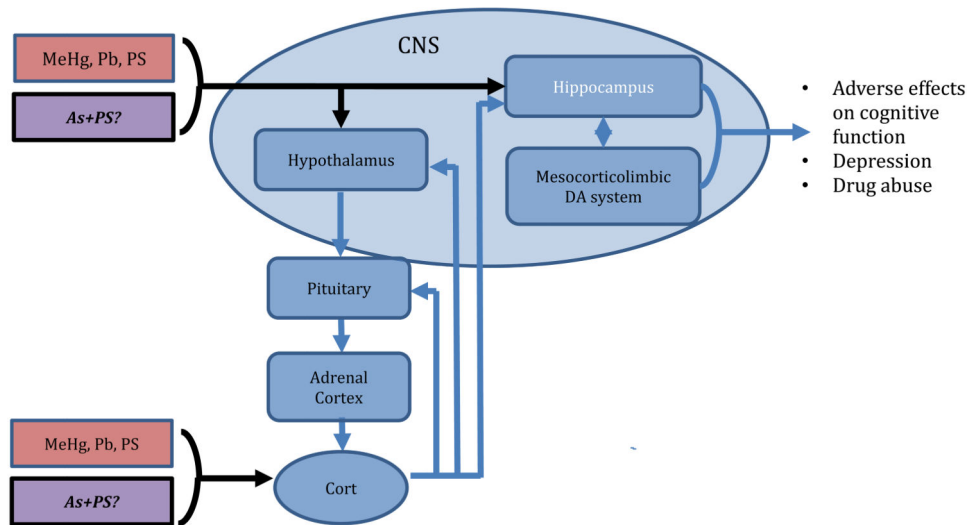 CNS
MeHg, Pb, PS
As+PS?
Hippocampus
Hypothalamus
Mesocorticolimbic
DA system
• Adverse effects
on cognitive
function
• Depression
• Drug abuse
Pituitary
Adrenal
Cortex
MeHg, Pb, PS
As+PS?
Cort